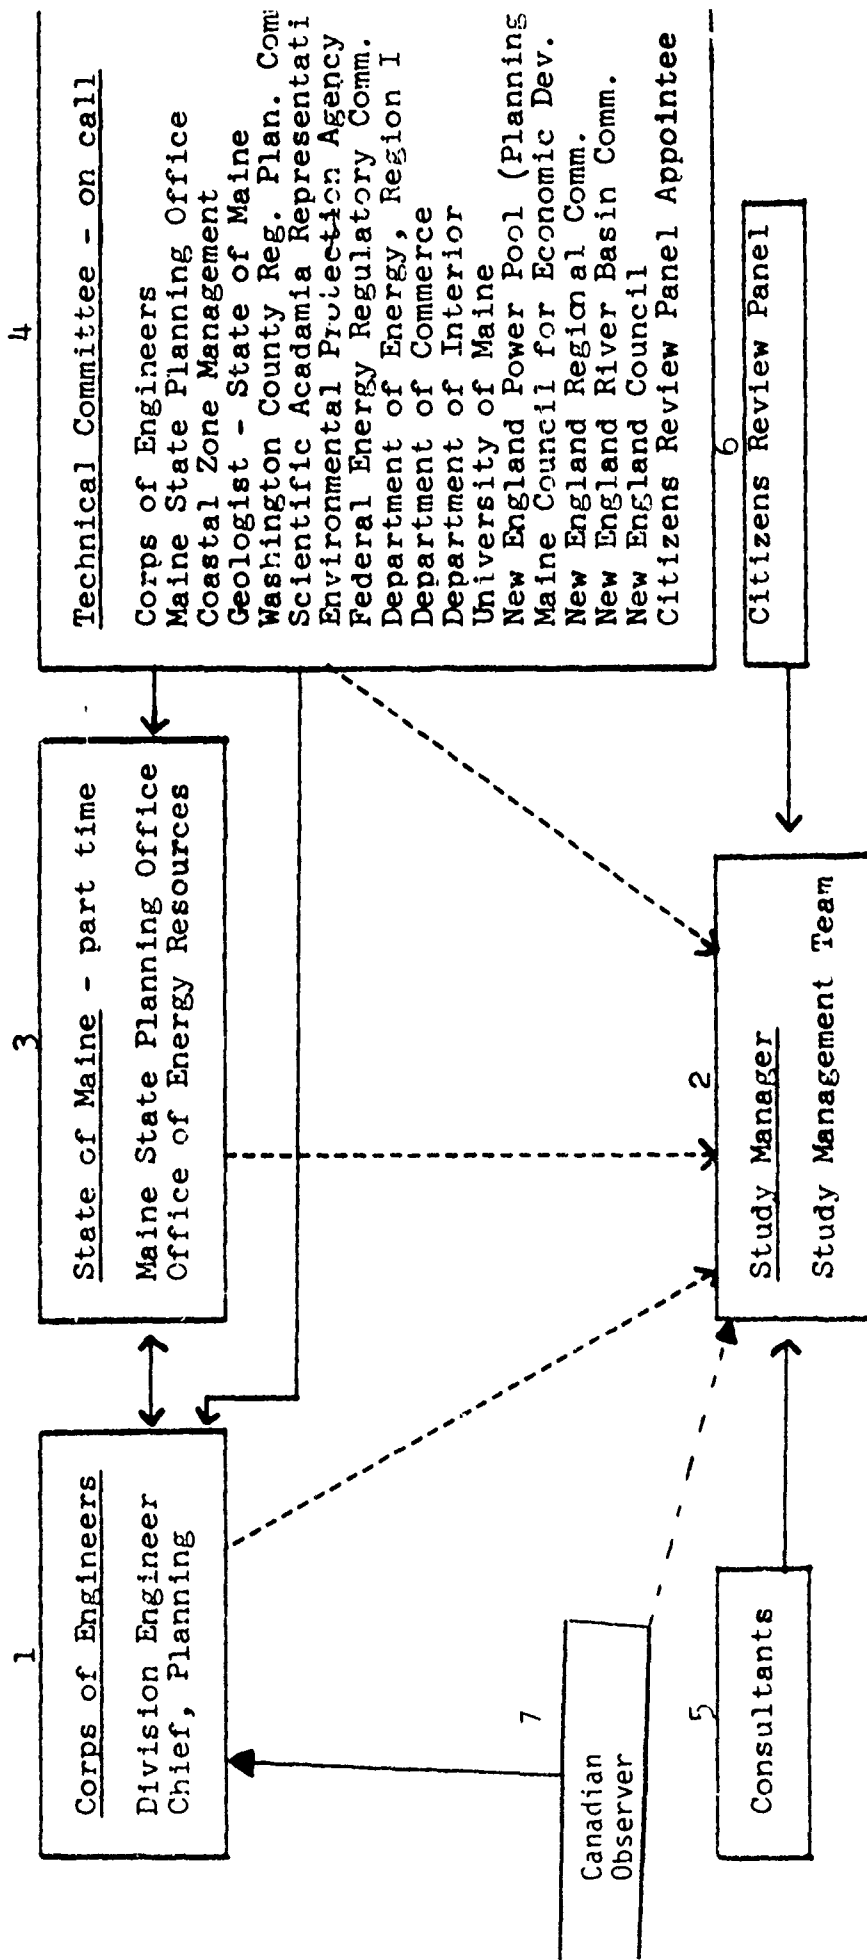 1
Corps of Engineers
Division Engineer
Chief, Planning
3
State of Maine - part time
Maine State Planning Office
Office of Energy Resources
4
Technical Committee - on call
Corps of Engineers
Maine State Planning Office
Coastal Zone Management
Geologist - State of Maine
Washington County Reg. Plan. Com
Scientific Acadamia Representati
Environmental Protection Agency
Federal Energy Regulatory Comm.
Department of Energy, Region I
Department of Commerce
Department of Interior
University of Maine
New England Power Pool (Planning
Maine Council for Economic Dev.
New England Regional Comm.
New England River Basin Comm.
New England Council
Citizens Review Panel Appointee
7
Canadian
Observer
5
Consultants
2
Study Manager
Study Management Team
6
Citizens Review Panel